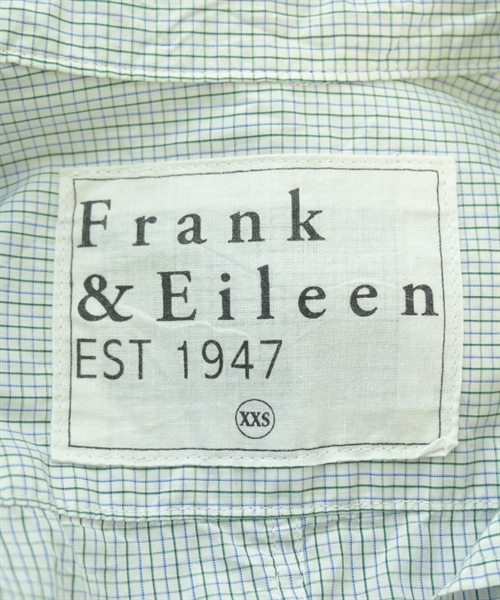 Frank
& Eileen
EST 1947
XXS